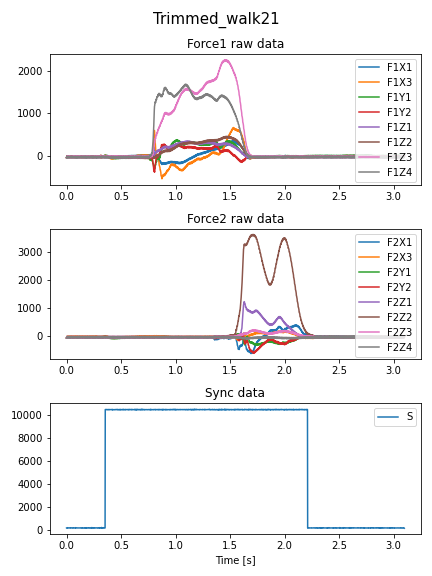 Trimmed_walk21
Force1 raw data
2000
1000
0
F1X1
F1X3
F1Y1
F1Y2
F1Z1
F1Z2
F1Z3
F1Z4
0.0 0.5 1.0 1.5 2.0 2.5 3.0
Force2 raw data
3000
2000
1000
0
F2X1
F2X3
F2Y1
F2Y2
F2Z1
F2Z2
F2Z3
F2Z4
0.0 0.5 1.0 1.5 2.0 2.5 3.0
Sync data
10000
8000
6000
4000
2000
0
S
0.0 0.5 1.0 1.5 2.0 2.5 3.0
Time [s]